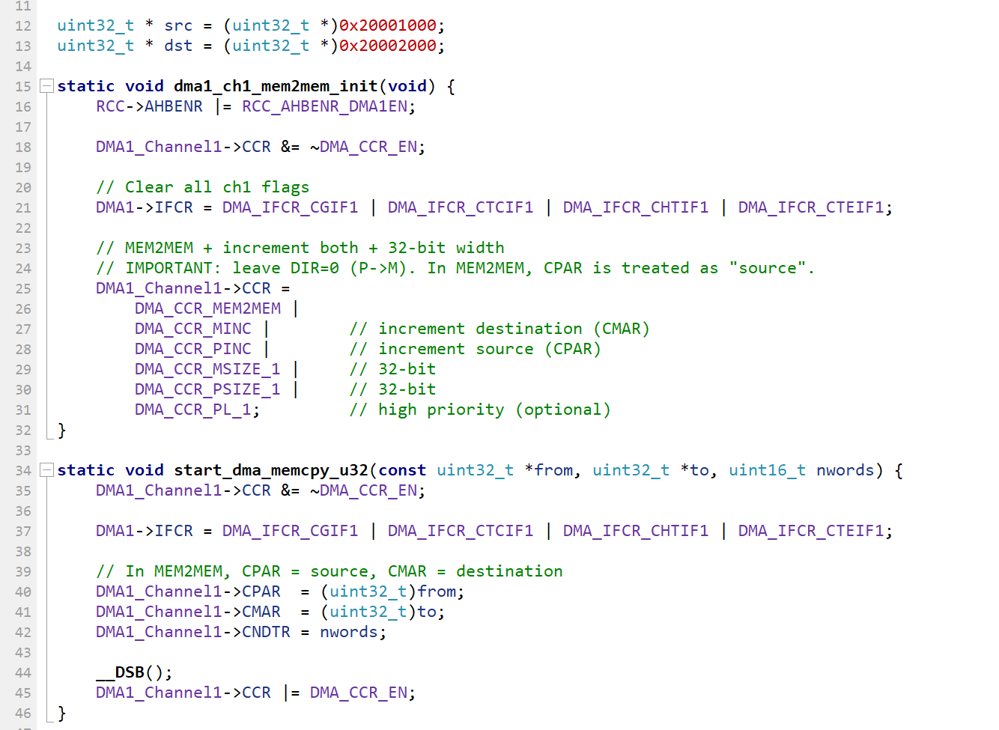 11
12 uint32_t * src = (uint32_t *)0x20001000;
13 uint32_t * dst = (uint32_t *)0x20002000;
14
15 static void dma1_ch1_mem2mem_init(void) {
16     RCC->AHBENR |= RCC_AHBENR_DMA1EN;
17
18     DMA1_Channel1->CCR &= ~DMA_CCR_EN;
19
20     // Clear all ch1 flags
21     DMA1->IFCR = DMA_IFCR_CGIF1 | DMA_IFCR_CTCIF1 | DMA_IFCR_CHTIF1 | DMA_IFCR_CTEIF1;
22
23     // MEM2MEM + increment both + 32-bit width
24     // IMPORTANT: leave DIR=0 (P->M). In MEM2MEM, CPAR is treated as "source".
25     DMA1_Channel1->CCR =
26         DMA_CCR_MEM2MEM |
27         DMA_CCR_MINC |        // increment destination (CMAR)
28         DMA_CCR_PINC |        // increment source (CPAR)
29         DMA_CCR_MSIZE_1 |     // 32-bit
30         DMA_CCR_PSIZE_1 |     // 32-bit
31         DMA_CCR_PL_1;         // high priority (optional)
32 }
33
34 static void start_dma_memcpy_u32(const uint32_t *from, uint32_t *to, uint16_t nwords) {
35     DMA1_Channel1->CCR &= ~DMA_CCR_EN;
36
37     DMA1->IFCR = DMA_IFCR_CGIF1 | DMA_IFCR_CTCIF1 | DMA_IFCR_CHTIF1 | DMA_IFCR_CTEIF1;
38
39     // In MEM2MEM, CPAR = source, CMAR = destination
40     DMA1_Channel1->CPAR  = (uint32_t)from;
41     DMA1_Channel1->CMAR  = (uint32_t)to;
42     DMA1_Channel1->CNDTR = nwords;
43
44     __DSB();
45     DMA1_Channel1->CCR |= DMA_CCR_EN;
46 }